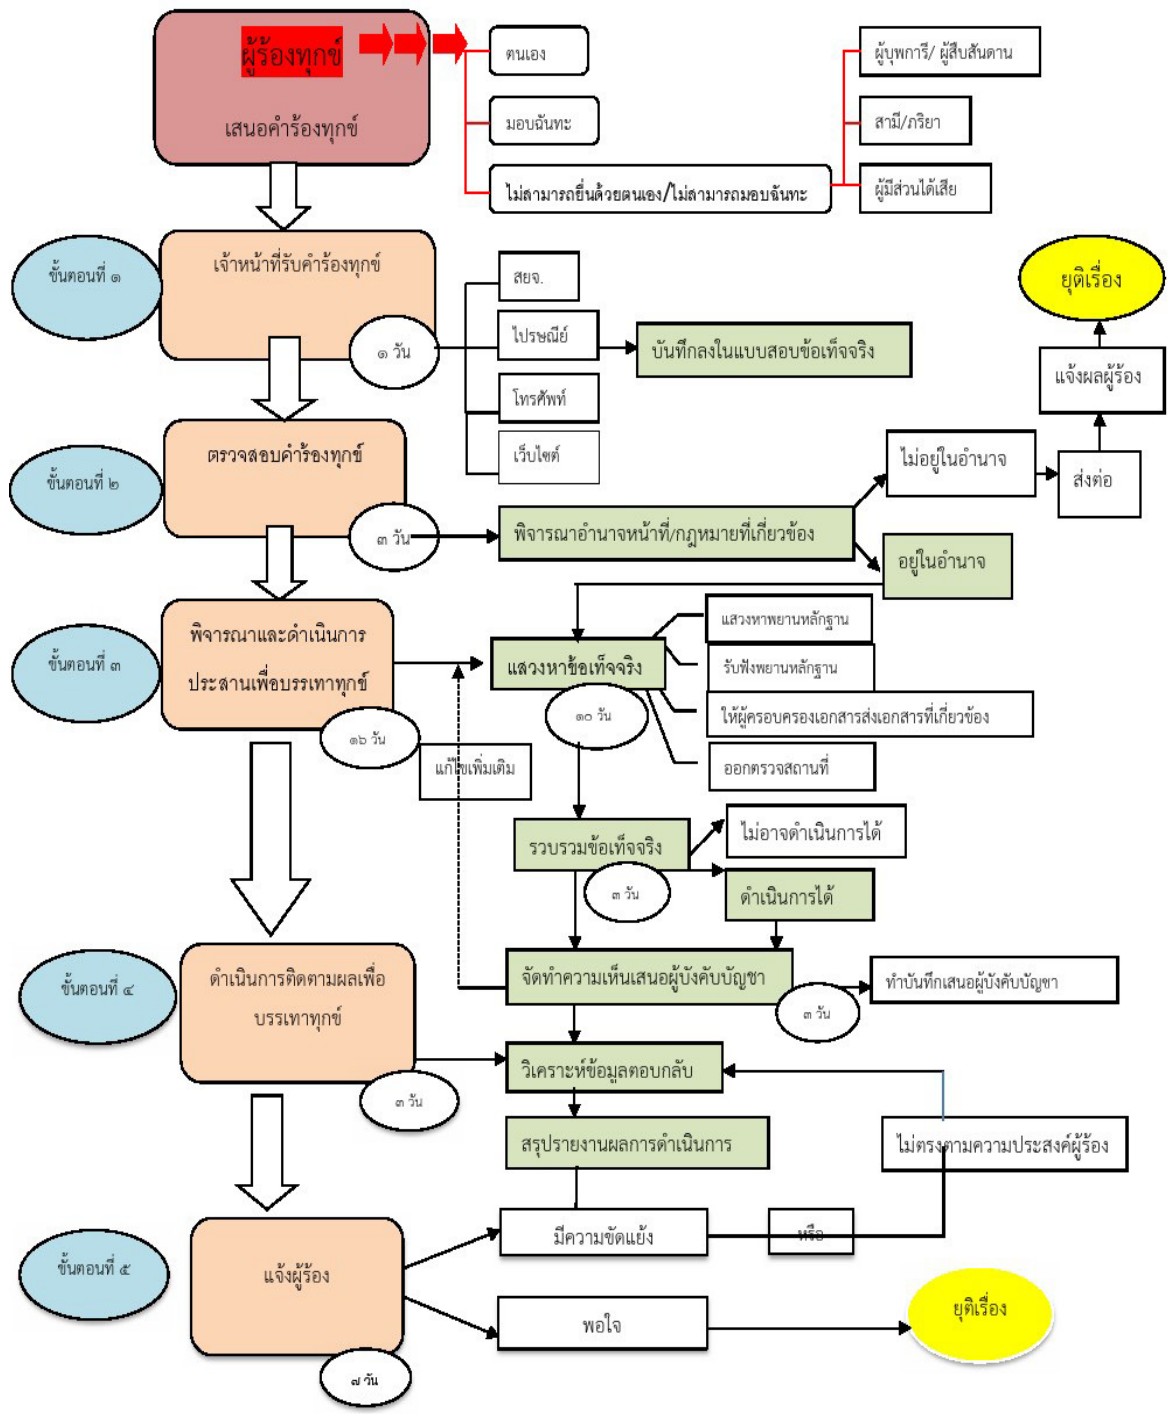 ผู้ร้องทุกข์
เสนอคำร้องทุกข์
ตนเอง
มอบฉันทะ
ไม่สามารถยื่นด้วยตนเอง/ไม่สามารถมอบฉันทะ
ผู้บุพการี/ ผู้สืบสันดาน
สามี/ภริยา
ผู้มีส่วนได้เสีย
ขั้นตอนที่ ๑
เจ้าหน้าที่รับคำร้องทุกข์
๑ วัน
สยจ.
ไปรษณีย์
โทรศัพท์
เว็บไซต์
บันทึกลงในแบบสอบข้อเท็จจริง
ยุติเรื่อง
แจ้งผลผู้ร้อง
ขั้นตอนที่ ๒
ตรวจสอบคำร้องทุกข์
๓ วัน
พิจารณาอำนาจหน้าที่/กฎหมายที่เกี่ยวข้อง
ไม่อยู่ในอำนาจ
ส่งต่อ
อยู่ในอำนาจ
ขั้นตอนที่ ๓
พิจารณาและดำเนินการ
ประสานเพื่อบรรเทาทุกข์
๑๖ วัน
แสวงหาข้อเท็จจริง
๑๐ วัน
แสวงหาพยานหลักฐาน
รับฟังพยานหลักฐาน
ให้ผู้ครอบครองเอกสารส่งเอกสารที่เกี่ยวข้อง
ออกตรวจสถานที่
แก้ไขเพิ่มเติม
รวบรวมข้อเท็จจริง
๓ วัน
ไม่อาจดำเนินการได้
ดำเนินการได้
ขั้นตอนที่ ๔
ดำเนินการติดตามผลเพื่อ
บรรเทาทุกข์
๓ วัน
จัดทำความเห็นเสนอผู้บังคับบัญชา
๓ วัน
ทำบันทึกเสนอผู้บังคับบัญชา
วิเคราะห์ข้อมูลตอบกลับ
สรุปรายงานผลการดำเนินการ
ไม่ตรงตามความประสงค์ผู้ร้อง
ขั้นตอนที่ ๕
แจ้งผู้ร้อง
๗ วัน
มีความขัดแย้ง
หรือ
พอใจ
ยุติเรื่อง